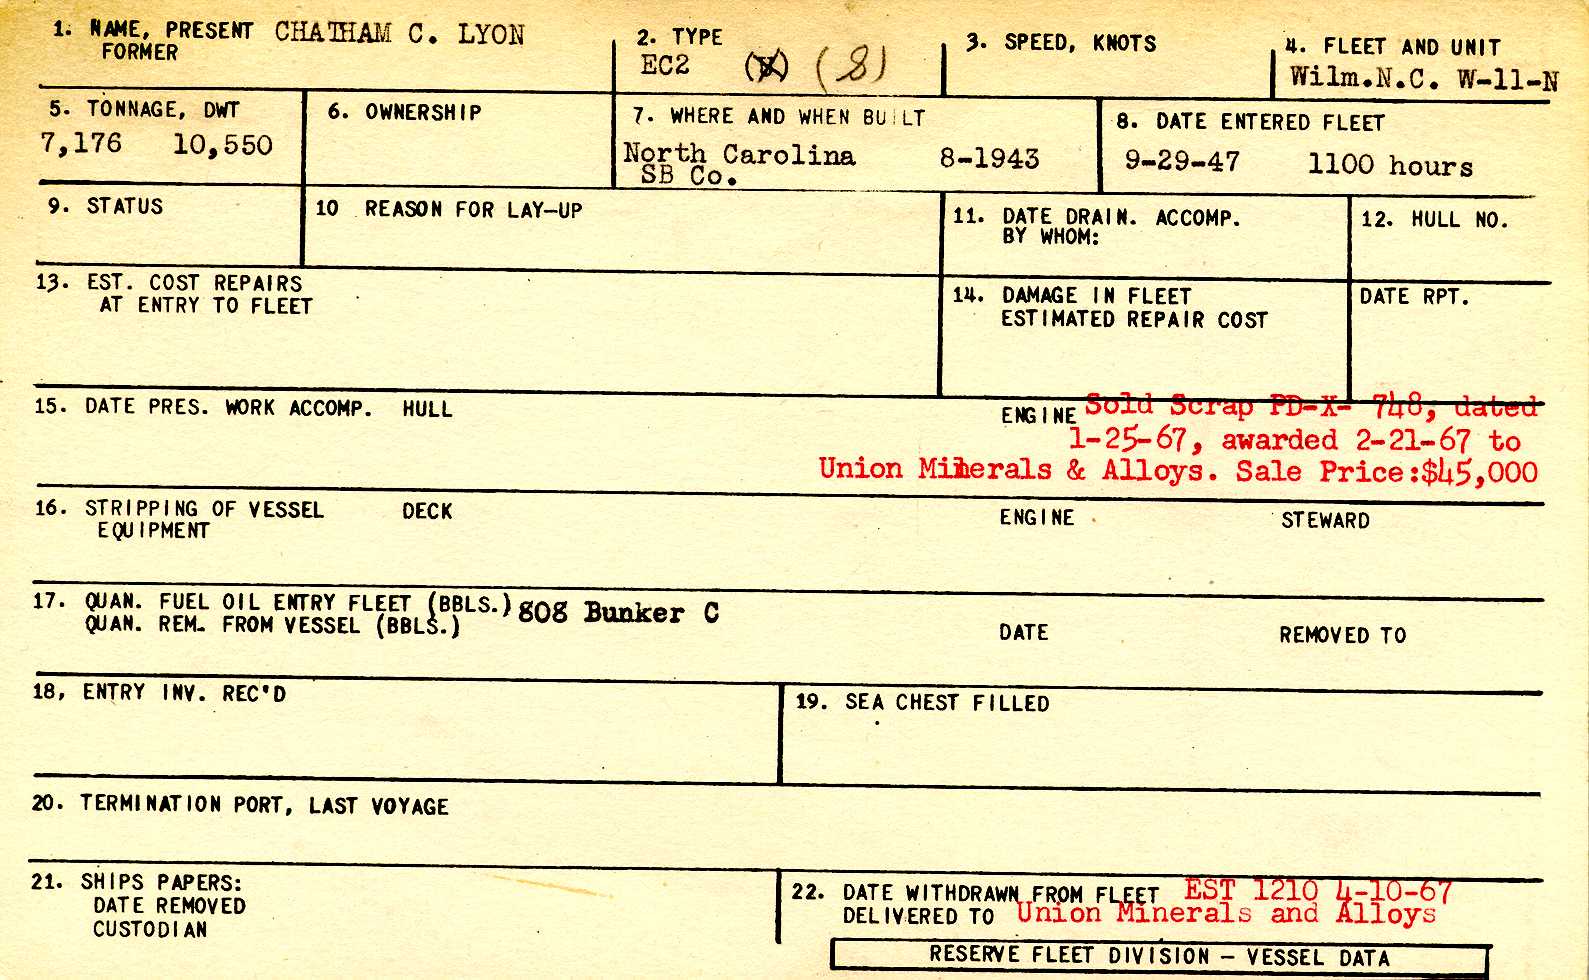 1. NAME, PRESENT CHATHAM C. LYON
FORMER
2. TYPE
EC2 (8)
3. SPEED, KNOTS
4. FLEET AND UNIT
Wilm.N.C. W-11-N
5. TONNAGE, DWT
7,176 10,550
6. OWNERSHIP
7. WHERE AND WHEN BUILT
North Carolina 8-1943
SB Co.
8. DATE ENTERED FLEET
9-29-47 1100 hours
9. STATUS
10 REASON FOR LAY-UP
11. DATE DRAIN. ACCOMP.
BY WHOM:
12. HULL NO.
13. EST. COST REPAIRS
AT ENTRY TO FLEET
14. DAMAGE IN FLEET
ESTIMATED REPAIR COST
DATE RPT.
15. DATE PRES. WORK ACCOMP. HULL
ENGINE Sold Scrap PD-X- 748, dated
1-25-67, awarded 2-21-67 to
Union Minerals & Alloys. Sale Price:$45,000
16. STRIPPING OF VESSEL DECK ENGINE STEWARD
EQUIPMENT
17. QUAN. FUEL OIL ENTRY FLEET (BBLS.) 808 Bunker C
QUAN. REM. FROM VESSEL (BBLS.) DATE REMOVED TO
18, ENTRY INV. REC'D
19. SEA CHEST FILLED
20. TERMINATION PORT, LAST VOYAGE
21. SHIPS PAPERS:
DATE REMOVED
CUSTODIAN
22. DATE WITHDRAWN FROM FLEET EST 1210 4-10-67
DELIVERED TO Union Minerals and Alloys
RESERVE FLEET DIVISION - VESSEL DATA